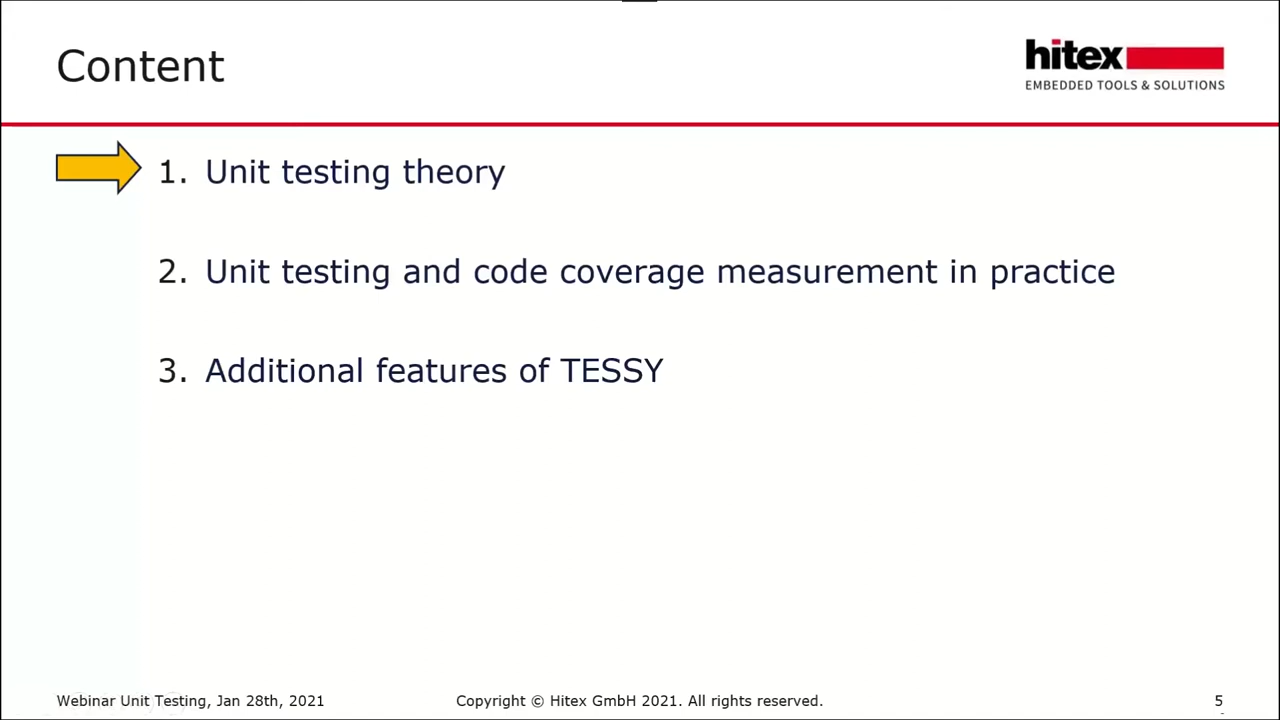 Content
hitex
EMBEDDED TOOLS & SOLUTIONS
1. Unit testing theory
2. Unit testing and code coverage measurement in practice
3. Additional features of TESSY
Webinar Unit Testing, Jan 28th, 2021
Copyright © Hitex GmbH 2021. All rights reserved.
5